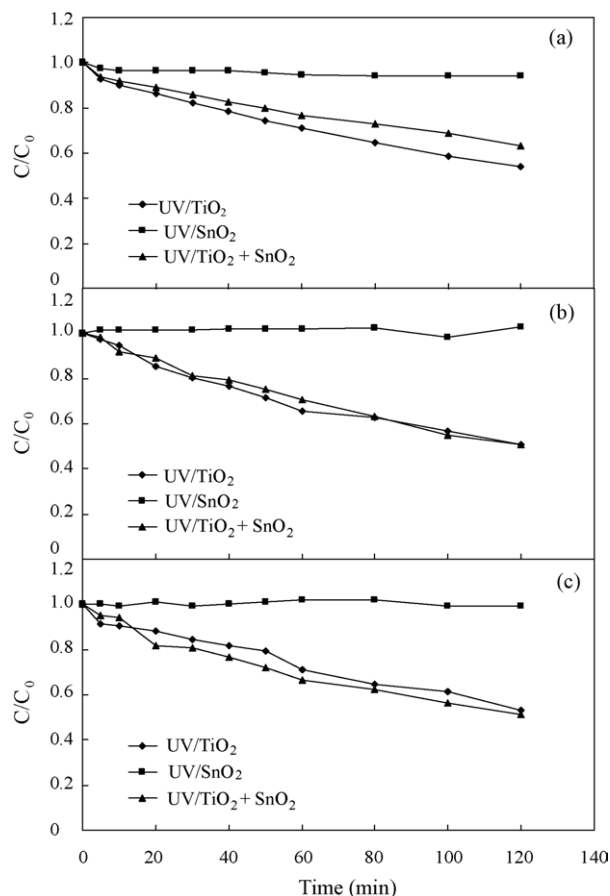 1.2
(a)
1.0
0.8
C/C₀
0.6
0.4
UV/TiO₂
UV/SnO₂
0.2
UV/TiO₂ + SnO₂
0
1.2
(b)
1.0
0.8
C/C₀
0.6
0.4
UV/TiO₂
UV/SnO₂
0.2
UV/TiO₂ + SnO₂
0
1.2
(c)
1.0
0.8
C/C₀
0.6
0.4
UV/TiO₂
UV/SnO₂
0.2
UV/TiO₂ + SnO₂
0
0 20 40 60 80 100 120 140
Time (min)